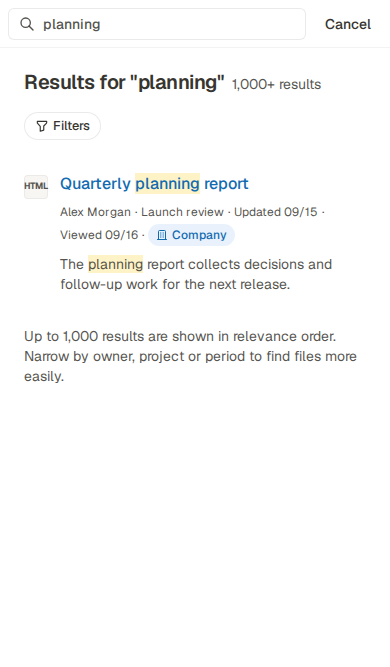 planning
Cancel
Results for "planning" 1,000+ results
Filters
HTML
Quarterly planning report
Alex Morgan · Launch review · Updated 09/15 ·
Viewed 09/16 · Company
The planning report collects decisions and
follow-up work for the next release.
Up to 1,000 results are shown in relevance order.
Narrow by owner, project or period to find files more
easily.